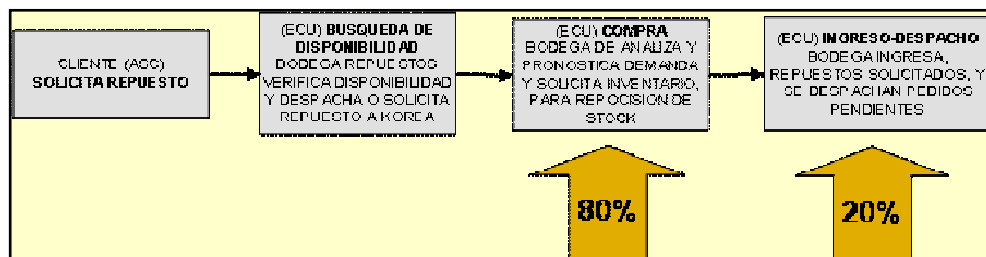 CLIENTE (ACC)
SOLICITA REPUESTO
(ECU) BUSQUEDA DE
DISPONIBILIDAD
BODEGA REPUESTOS
VERIFICA DISPONIBILIDAD
Y DESPACHA O SOLICITA
REPUESTO A KOREA
(ECU) COMPRA
BODEGA DE ANALIZA Y
PRONOSTICA DEMANDA
Y SOLICITA INVENTARIO,
PARA REPOCISION DE
STOCK
(ECU) INGRESO-DESPACHO
BODEGA INGRESA,
REPUESTOS SOLICITADOS, Y
SE DESPACHAN PEDIDOS
PENDIENTES
80%
20%